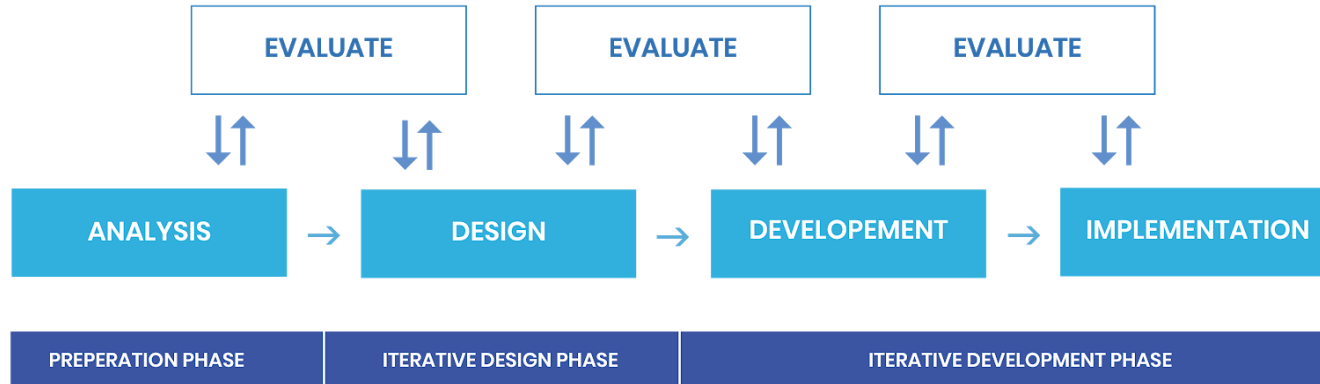 EVALUATE
EVALUATE
EVALUATE
ANALYSIS
DESIGN
DEVELOPEMENT
IMPLEMENTATION
PREPERATION PHASE
ITERATIVE DESIGN PHASE
ITERATIVE DEVELOPMENT PHASE